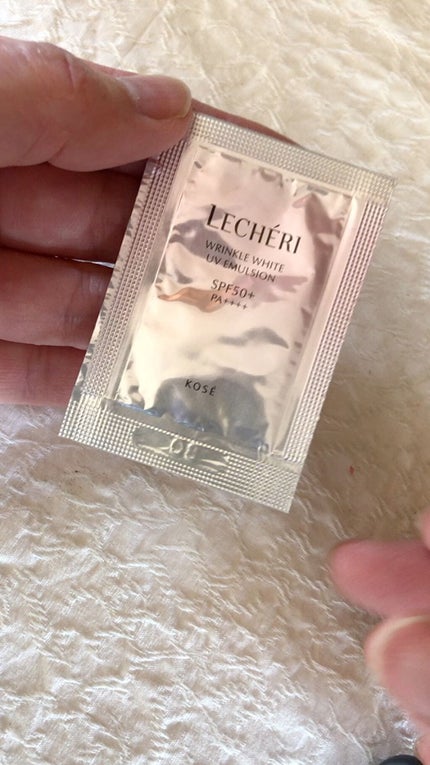 LECHÉRI
WRINKLE WHITE
UV EMULSION
SPF50+
PA++++
KOSÉ